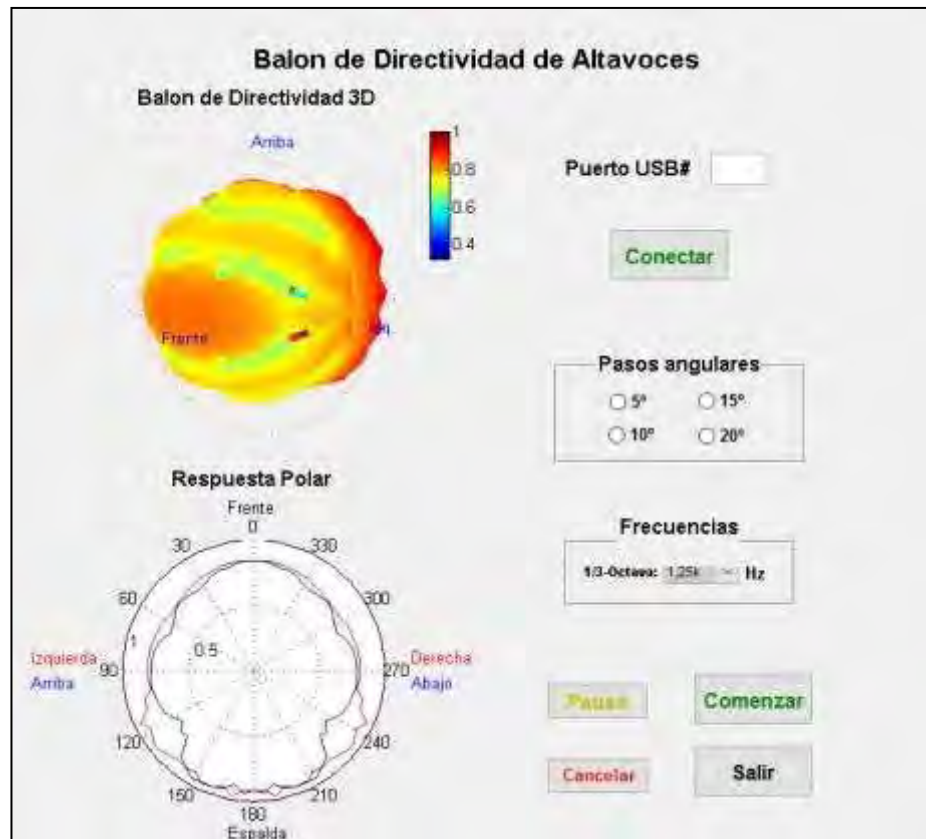 Balon de Directividad de Altavoces
Balon de Directividad 3D
Arriba
1
0.8
0.6
0.4
Frente
Puerto USB#
Conectar
Pasos angulares
5º
15º
10º
20º
Frecuencias
1/3-Octava: 1,25k Hz
Respuesta Polar
Frente
0
30
330
60
300
1
0.5
Izquierda
90
270
Derecha
Arriba
Abajo
120
240
150
210
180
Espalda
Pausa
Comenzar
Cancelar
Salir